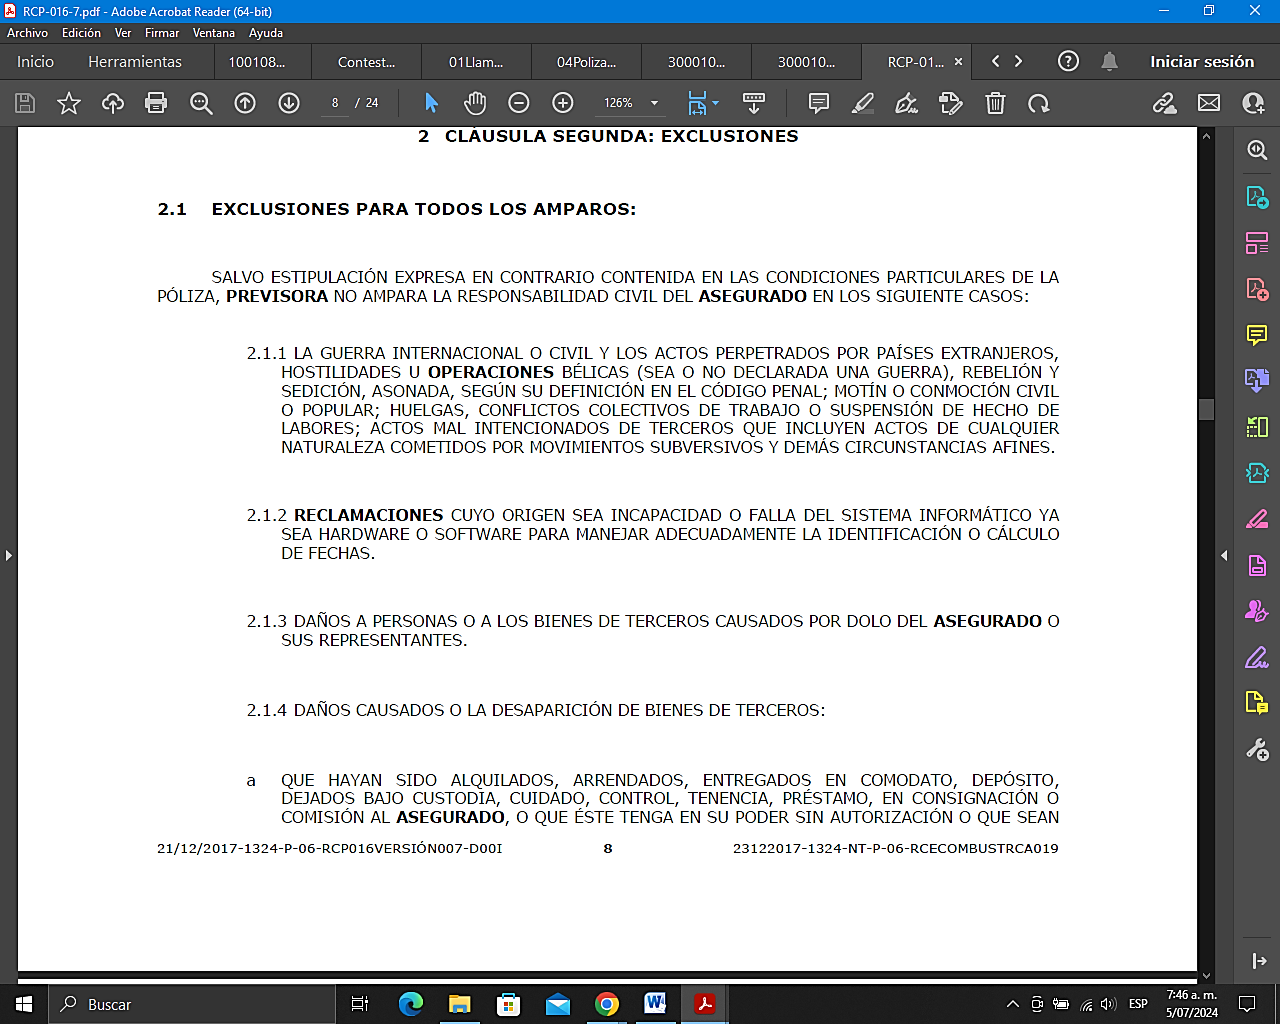 RCP-016-7.pdf - Adobe Acrobat Reader (64-bit)
Archivo Edición Ver Firmar Ventana Ayuda
Inicio Herramientas 100108... Contest... 01Llam... 04Poliza... 300010... 300010... RCP-01... Iniciar sesión
8 / 24 126%
2 CLÁUSULA SEGUNDA: EXCLUSIONES
2.1 EXCLUSIONES PARA TODOS LOS AMPAROS:
SALVO ESTIPULACIÓN EXPRESA EN CONTRARIO CONTENIDA EN LAS CONDICIONES PARTICULARES DE LA
PÓLIZA, PREVISORA NO AMPARA LA RESPONSABILIDAD CIVIL DEL ASEGURADO EN LOS SIGUIENTE CASOS:
2.1.1 LA GUERRA INTERNACIONAL O CIVIL Y LOS ACTOS PERPETRADOS POR PAÍSES EXTRANJEROS,
HOSTILIDADES U OPERACIONES BÉLICAS (SEA O NO DECLARADA UNA GUERRA), REBELIÓN Y
SEDICIÓN, ASONADA, SEGÚN SU DEFINICIÓN EN EL CÓDIGO PENAL; MOTÍN O CONMOCIÓN CIVIL
O POPULAR; HUELGAS, CONFLICTOS COLECTIVOS DE TRABAJO O SUSPENSIÓN DE HECHO DE
LABORES; ACTOS MAL INTENCIONADOS DE TERCEROS QUE INCLUYEN ACTOS DE CUALQUIER
NATURALEZA COMETIDOS POR MOVIMIENTOS SUBVERSIVOS Y DEMÁS CIRCUNSTANCIAS AFINES.
2.1.2 RECLAMACIONES CUYO ORIGEN SEA INCAPACIDAD O FALLA DEL SISTEMA INFORMÁTICO YA
SEA HARDWARE O SOFTWARE PARA MANEJAR ADECUADAMENTE LA IDENTIFICACIÓN O CÁLCULO
DE FECHAS.
2.1.3 DAÑOS A PERSONAS O A LOS BIENES DE TERCEROS CAUSADOS POR DOLO DEL ASEGURADO O
SUS REPRESENTANTES.
2.1.4 DAÑOS CAUSADOS O LA DESAPARICIÓN DE BIENES DE TERCEROS:
a QUE HAYAN SIDO ALQUILADOS, ARRENDADOS, ENTREGADOS EN COMODATO, DEPÓSITO,
DEJADOS BAJO CUSTODIA, CUIDADO, CONTROL, TENENCIA, PRÉSTAMO, EN CONSIGNACIÓN O
COMISIÓN AL ASEGURADO, O QUE ÉSTE TENGA EN SU PODER SIN AUTORIZACIÓN O QUE SEAN
21/12/2017-1324-P-06-RCP016VERSIÓN007-D00I 8 23122017-1324-NT-P-06-RCECOMBUSTRCA019
Buscar ESP 7:46 a. m.
5/07/2024